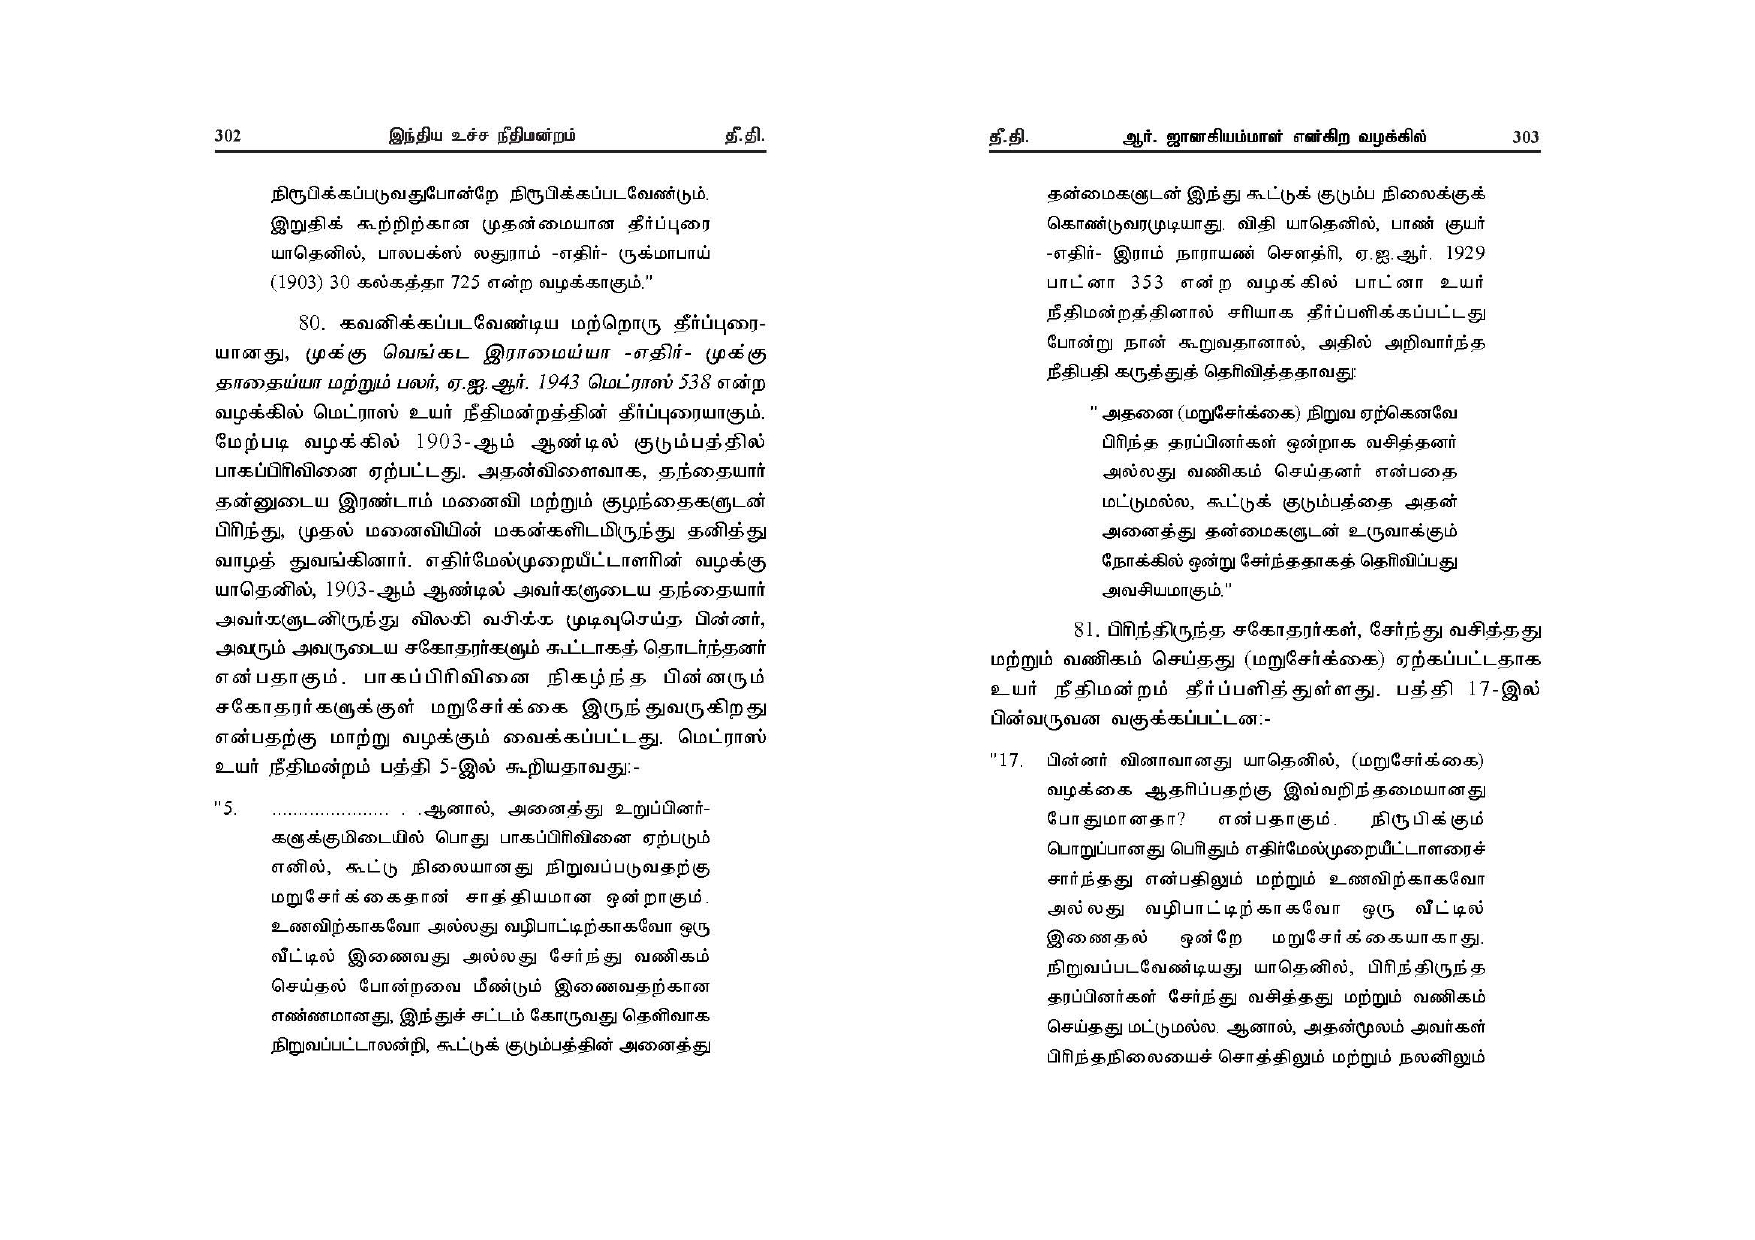 302 இந்திய உச்ச நீதிமன்றம் தீ.தி.
நிரூபிக்கப்படுவதுபோன்றே நிரூபிக்கப்படவேண்டும்.
இறுதிக் கூற்றிற்கான முதன்மையான தீர்ப்புரை
யாதெனில், பாலபக்ஸ் லதுராம் -எதிர்- ருக்மாபாய்
(1903) 30 கல்கத்தா 725 என்ற வழக்காகும்."
80. கவனிக்கப்படவேண்டிய மற்றொரு தீர்ப்புரை-
யானது, முக்கு வெங்கட இராமைய்யா -எதிர்- முக்கு
தாதைய்யா மற்றும் பலர், ஏ.ஐ.ஆர். 1943 மெட்ராஸ் 538 என்ற
வழக்கில் மெட்ராஸ் உயர் நீதிமன்றத்தின் தீர்ப்புரையாகும்.
மேற்படி வழக்கில் 1903-ஆம் ஆண்டில் குடும்பத்தில்
பாகப்பிரிவினை ஏற்பட்டது. அதன்விளைவாக, தந்தையார்
தன்னுடைய இரண்டாம் மனைவி மற்றும் குழந்தைகளுடன்
பிரிந்து, முதல் மனைவியின் மகன்களிடமிருந்து தனித்து
வாழத் துவங்கினார். எதிர்மேல்முறையீட்டாளரின் வழக்கு
யாதெனில், 1903-ஆம் ஆண்டில் அவர்களுடைய தந்தையார்
அவர்களுடனிருந்து விலகி வசிக்க முடிவுசெய்த பின்னர்,
அவரும் அவருடைய சகோதரர்களும் கூட்டாகத் தொடர்ந்தனர்
என்பதாகும். பாகப்பிரிவினை நிகழ்ந்த பின்னரும்
சகோதரர்களுக்குள் மறுசேர்க்கை இருந்துவருகிறது
என்பதற்கு மாற்று வழக்கும் வைக்கப்பட்டது. மெட்ராஸ்
உயர் நீதிமன்றம் பத்தி 5-இல் கூறியதாவது:-
"5. ...................... . .ஆனால், அனைத்து உறுப்பினர்-
களுக்குமிடையில் பொது பாகப்பிரிவினை ஏற்படும்
எனில், கூட்டு நிலையானது நிறுவப்படுவதற்கு
மறுசேர்க்கைதான் சாத்தியமான ஒன்றாகும்.
உணவிற்காகவோ அல்லது வழிபாட்டிற்காகவோ ஒரு
வீட்டில் இணைவது அல்லது சேர்ந்து வணிகம்
செய்தல் போன்றவை மீண்டும் இணைவதற்கான
எண்ணமானது, இந்துச் சட்டம் கோருவது தெளிவாக
நிறுவப்பட்டாலன்றி, கூட்டுக் குடும்பத்தின் அனைத்து
தீ.தி. ஆர். ஜானகியம்மாள் என்கிற வழக்கில் 303
தன்மைகளுடன் இந்து கூட்டுக் குடும்ப நிலைக்குக்
கொண்டுவரமுடியாது. விதி யாதெனில், பாண் குயர்
-எதிர்- இராம் நாராயண் சௌத்ரி, ஏ.ஐ.ஆர். 1929
பாட்னா 353 என்ற வழக்கில் பாட்னா உயர்
நீதிமன்றத்தினால் சரியாக தீர்ப்பளிக்கப்பட்டது
போன்று நான் கூறுவதானால், அதில் அறிவார்ந்த
நீதிபதி கருத்துத் தெரிவித்ததாவது:
" அதனை (மறுசேர்க்கை) நிறுவ ஏற்கெனவே
பிரிந்த தரப்பினர்கள் ஒன்றாக வசித்தனர்
அல்லது வணிகம் செய்தனர் என்பதை
மட்டுமல்ல, கூட்டுக் குடும்பத்தை அதன்
அனைத்து தன்மைகளுடன் உருவாக்கும்
நோக்கில் ஒன்று சேர்ந்ததாகத் தெரிவிப்பது
அவசியமாகும்."
81. பிரிந்திருந்த சகோதரர்கள், சேர்ந்து வசித்தது
மற்றும் வணிகம் செய்தது (மறுசேர்க்கை) ஏற்கப்பட்டதாக
உயர் நீதிமன்றம் தீர்ப்பளித்துள்ளது. பத்தி 17-இல்
பின்வருவன வகுக்கப்பட்டன:-
"17. பின்னர் வினாவானது யாதெனில், (மறுசேர்க்கை)
வழக்கை ஆதரிப்பதற்கு இவ்வறிந்தமையானது
போதுமானதா? என்பதாகும். நிரூபிக்கும்
பொறுப்பானது பெரிதும் எதிர்மேல்முறையீட்டாளரைச்
சார்ந்தது என்பதிலும் மற்றும் உணவிற்காகவோ
அல்லது வழிபாட்டிற்காகவோ ஒரு வீட்டில்
இணைதல் ஒன்றே மறுசேர்க்கையாகாது.
நிறுவப்படவேண்டியது யாதெனில், பிரிந்திருந்த
தரப்பினர்கள் சேர்ந்து வசித்தது மற்றும் வணிகம்
செய்தது மட்டுமல்ல. ஆனால், அதன்மூலம் அவர்கள்
பிரிந்தநிலையைச் சொத்திலும் மற்றும் நலனிலும்